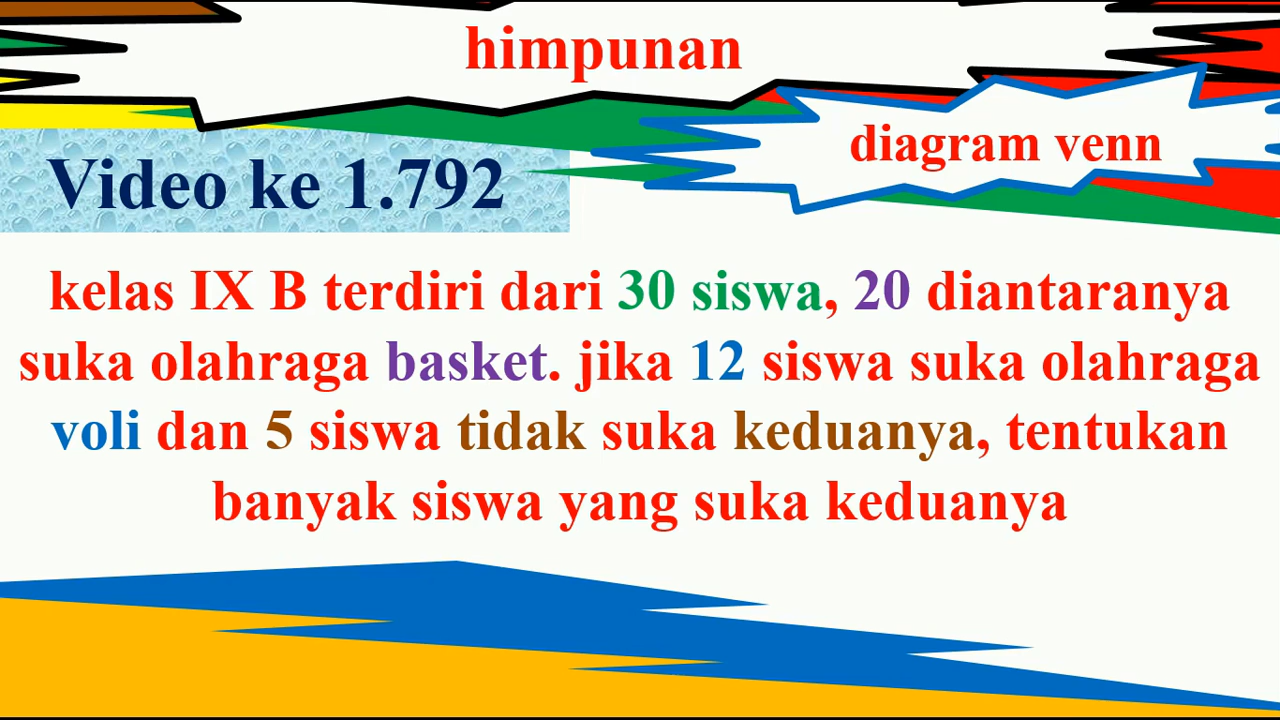 himpunan
diagram venn
Video ke 1.792
kelas IX B terdiri dari 30 siswa, 20 diantaranya
suka olahraga basket. jika 12 siswa suka olahraga
voli dan 5 siswa tidak suka keduanya, tentukan
banyak siswa yang suka keduanya